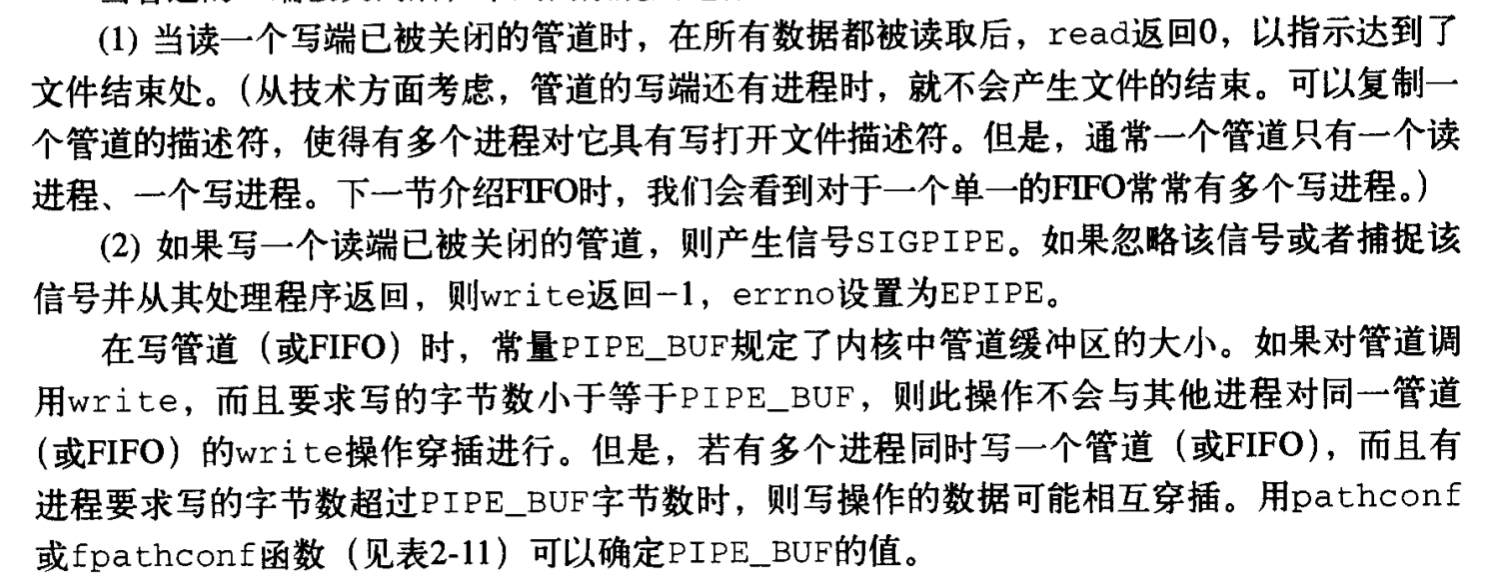 (1) 当读一个写端已被关闭的管道时，在所有数据都被读取后，read返回0，以指示达到了
文件结束处。（从技术方面考虑，管道的写端还有进程时，就不会产生文件的结束。可以复制一
个管道的描述符，使得有多个进程对它具有写打开文件描述符。但是，通常一个管道只有一个读
进程、一个写进程。下一节介绍FIFO时，我们会看到对于一个单一的FIFO常常有多个写进程。）
(2) 如果写一个读端已被关闭的管道，则产生信号SIGPIPE。如果忽略该信号或者捕捉该
信号并从其处理程序返回，则write返回−1，errno设置为EPIPE。
在写管道（或FIFO）时，常量PIPE_BUF规定了内核中管道缓冲区的大小。如果对管道调
用write，而且要求写的字节数小于等于PIPE_BUF，则此操作不会与其他进程对同一管道
（或FIFO）的write操作穿插进行。但是，若有多个进程同时写一个管道（或FIFO），而且有
进程要求写的字节数超过PIPE_BUF字节数时，则写操作的数据可能相互穿插。用pathconf
或fpathconf函数（见表2-11）可以确定PIPE_BUF的值。